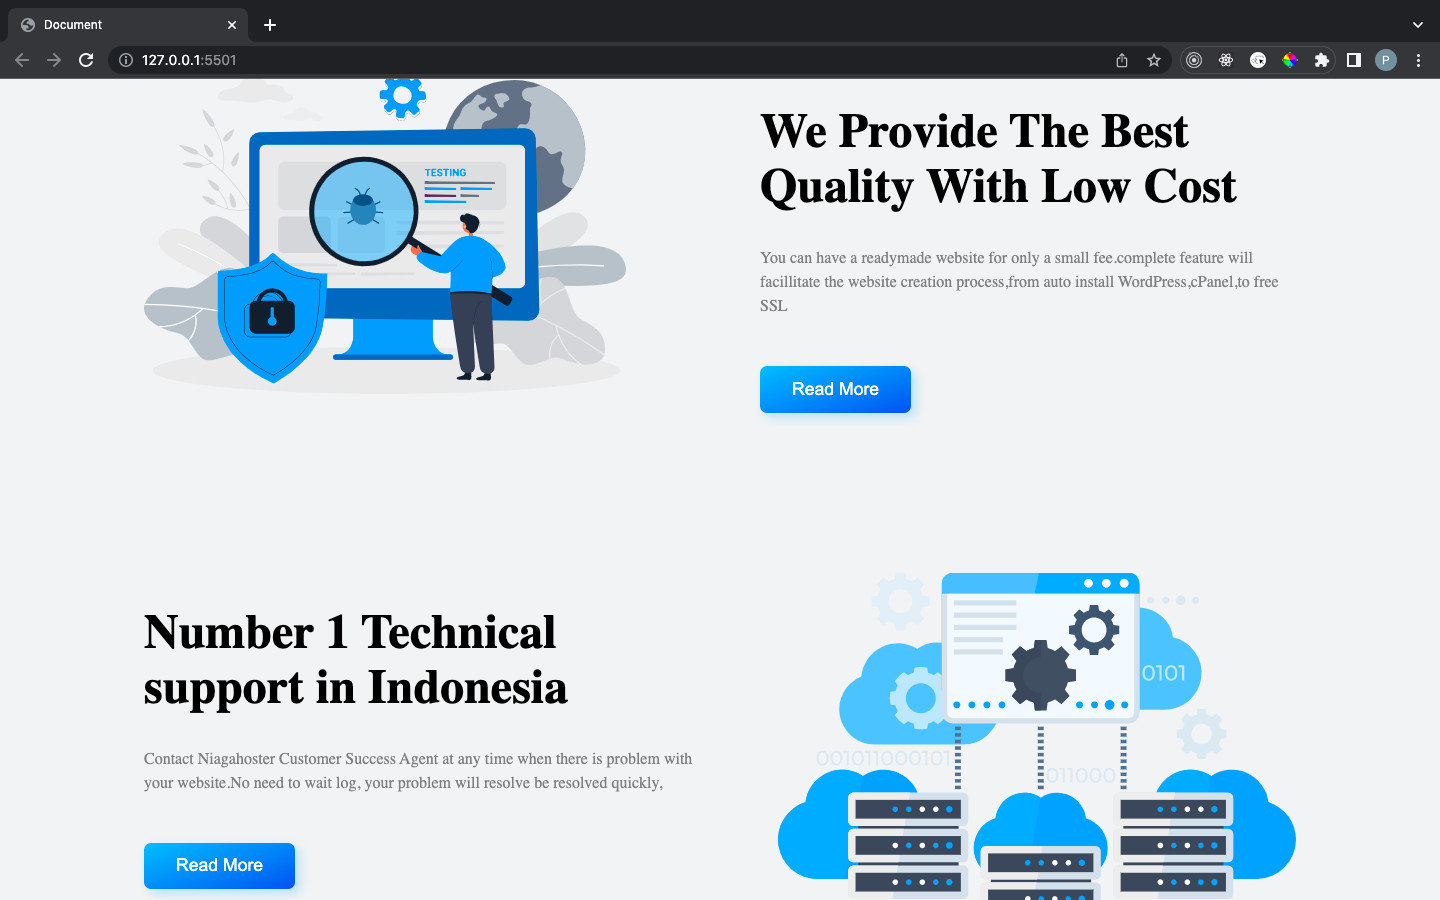 Document
127.0.0.1:5501
P
TESTING
We Provide The Best
Quality With Low Cost
You can have a readymade website for only a small fee.complete feature will
facillitate the website creation process,from auto install WordPress,cPanel,to free
SSL
Read More
Number 1 Technical
support in Indonesia
Contact Niagahoster Customer Success Agent at any time when there is problem with
your website.No need to wait log, your problem will resolve be resolved quickly,
Read More
0101
001011000101
011000